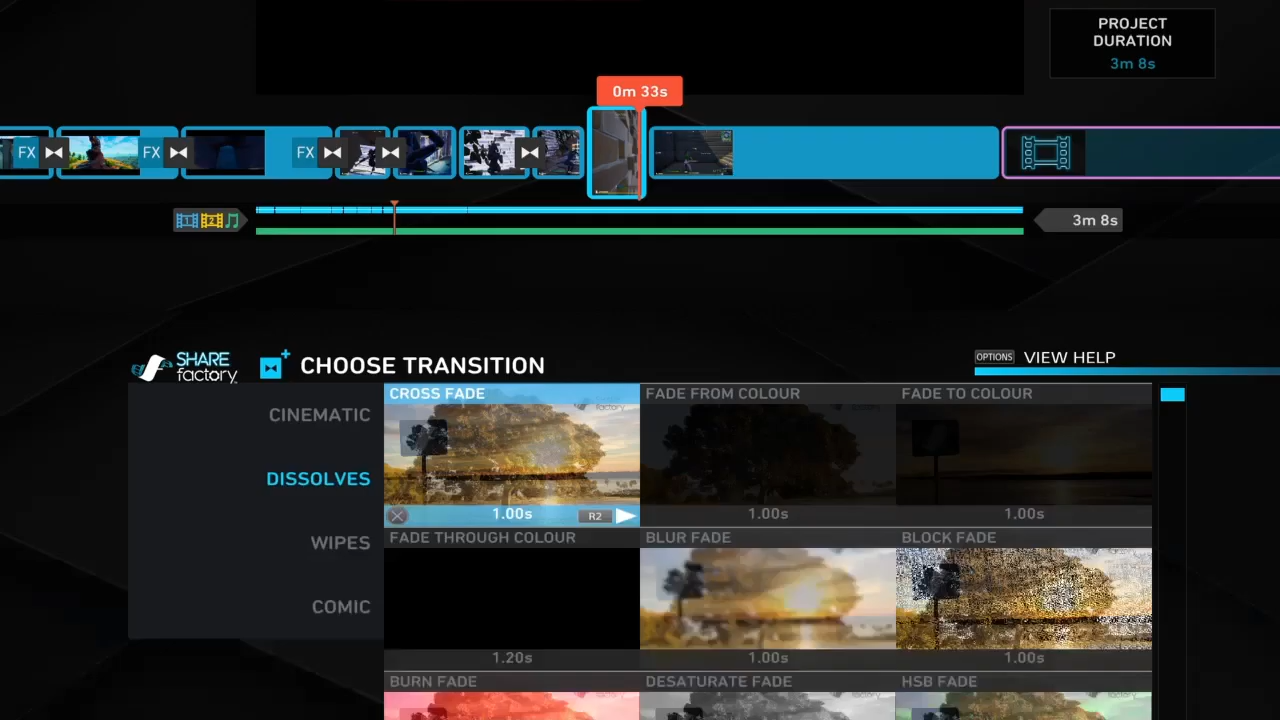 PROJECT
DURATION
3m 8s
0m 33s
FX
FX
FX
3m 8s
SHARE
factory
CHOOSE TRANSITION
OPTIONS
VIEW HELP
CINEMATIC
DISSOLVES
WIPES
COMIC
CROSS FADE
FADE FROM COLOUR
FADE TO COLOUR
1.00s
R2
1.00s
1.00s
FADE THROUGH COLOUR
BLUR FADE
BLOCK FADE
1.20s
1.00s
1.00s
BURN FADE
DESATURATE FADE
HSB FADE